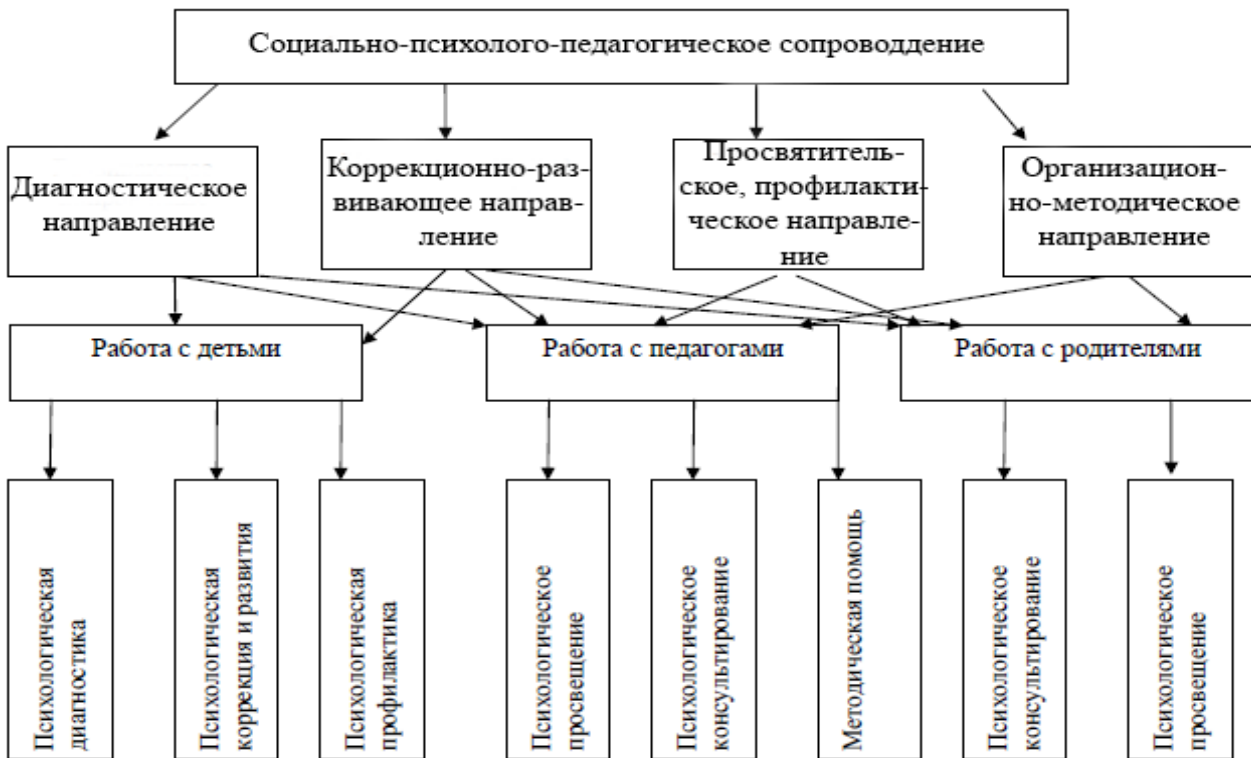 Социально-психолого-педагогическое сопроводдение
Диагностическое
направление
Коррекционно-раз-
вивающее направ-
ление
Просвятитель-
ское, профилакти-
ческое направле-
ние
Организацион-
но-методическое
направление
Работа с детьми
Работа с педагогами
Работа с родителями
Психологическая
диагностика
Психологическая
коррекция и развития
Психологическая
профилактика
Психологическое
просвещение
Психологическое
консультирование
Методическая помощь
Психологическое
консультирование
Психологическое
просвещение